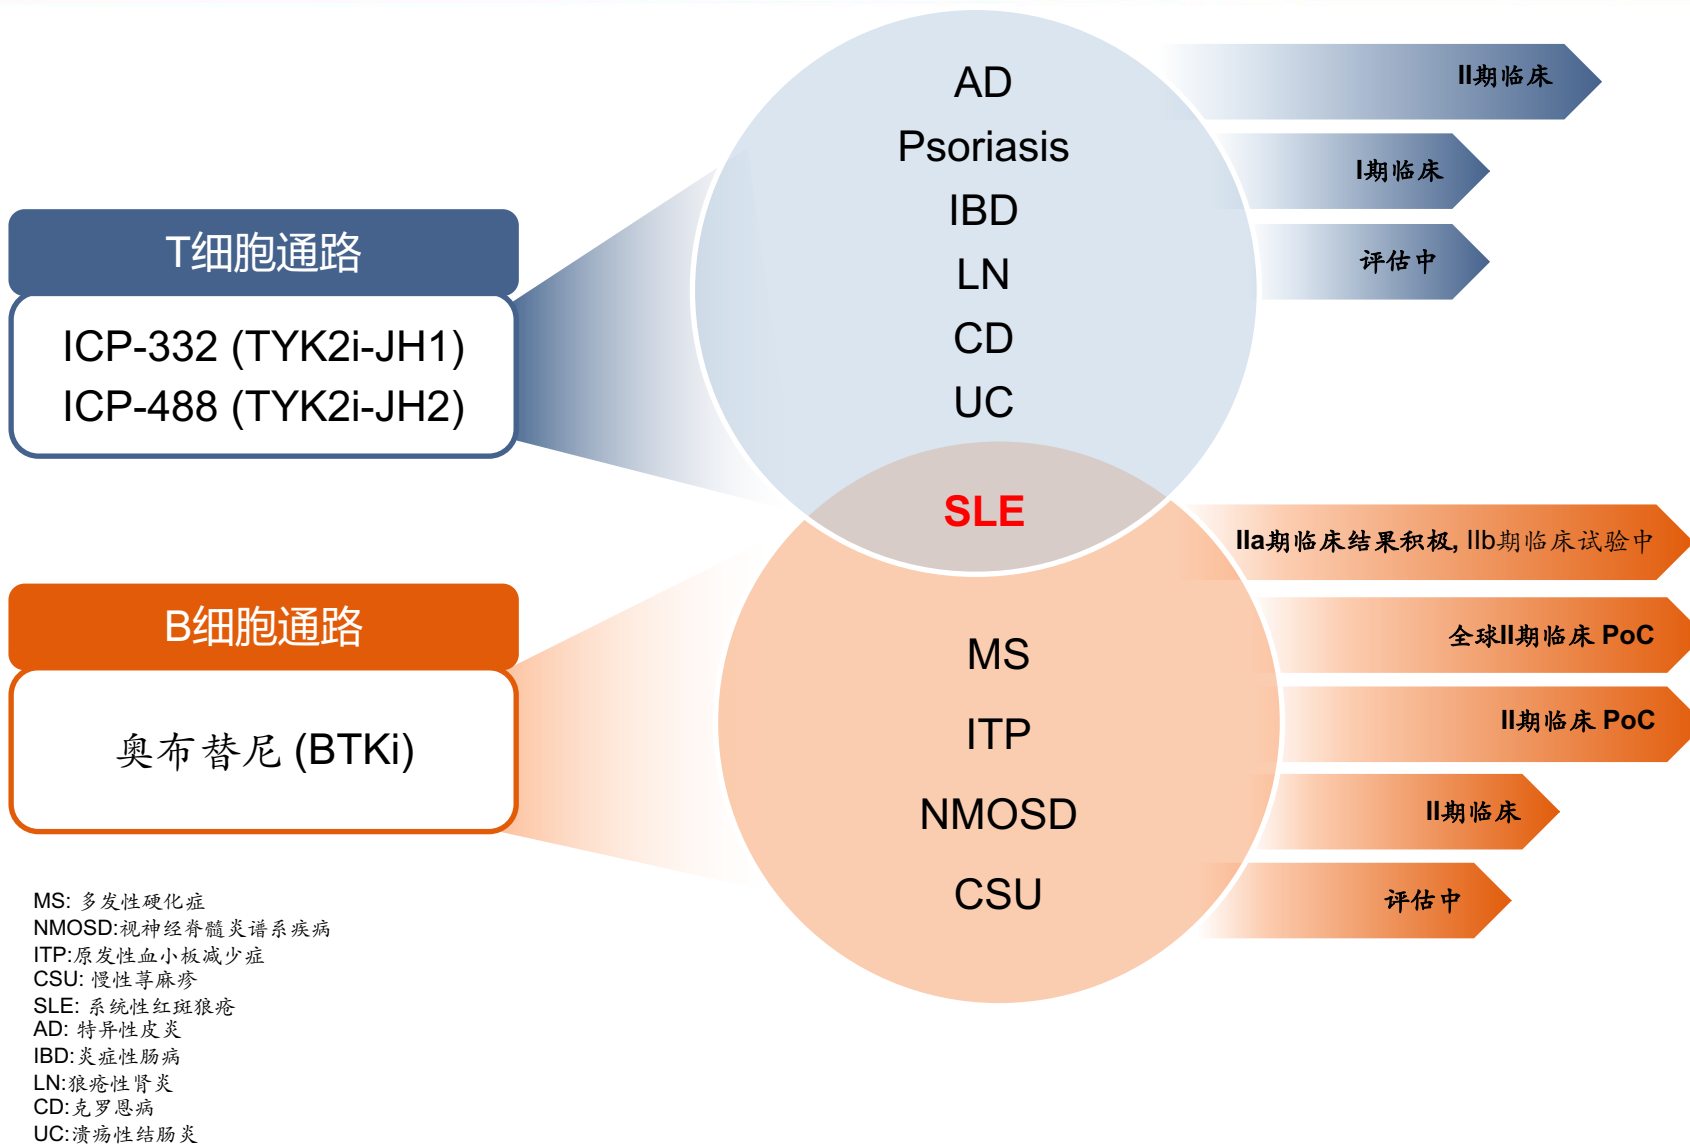 T细胞通路
ICP-332 (TYK2i-JH1)
ICP-488 (TYK2i-JH2)
B细胞通路
奥布替尼 (BTKi)
AD
Psoriasis
IBD
LN
CD
UC
SLE
MS
ITP
NMOSD
CSU
II期临床
I期临床
评估中
IIa期临床结果积极, IIb期临床试验中
全球II期临床 PoC
II期临床 PoC
II期临床
评估中
MS: 多发性硬化症
NMOSD:视神经脊髓炎谱系疾病
ITP:原发性血小板减少症
CSU: 慢性荨麻疹
SLE: 系统性红斑狼疮
AD: 特异性皮炎
IBD:炎症性肠病
LN:狼疮性肾炎
CD:克罗恩病
UC:溃疡性结肠炎